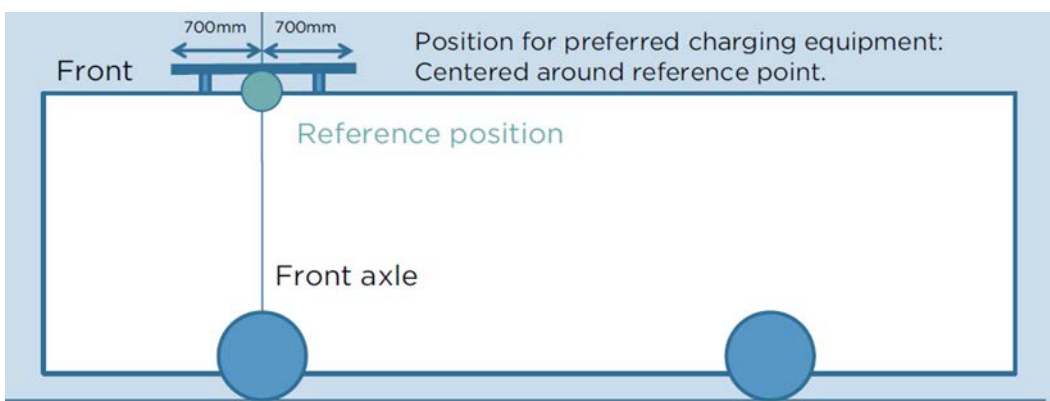 700mm 700mm
Position for preferred charging equipment:
Front
Centered around reference point.
Reference position
Front axle